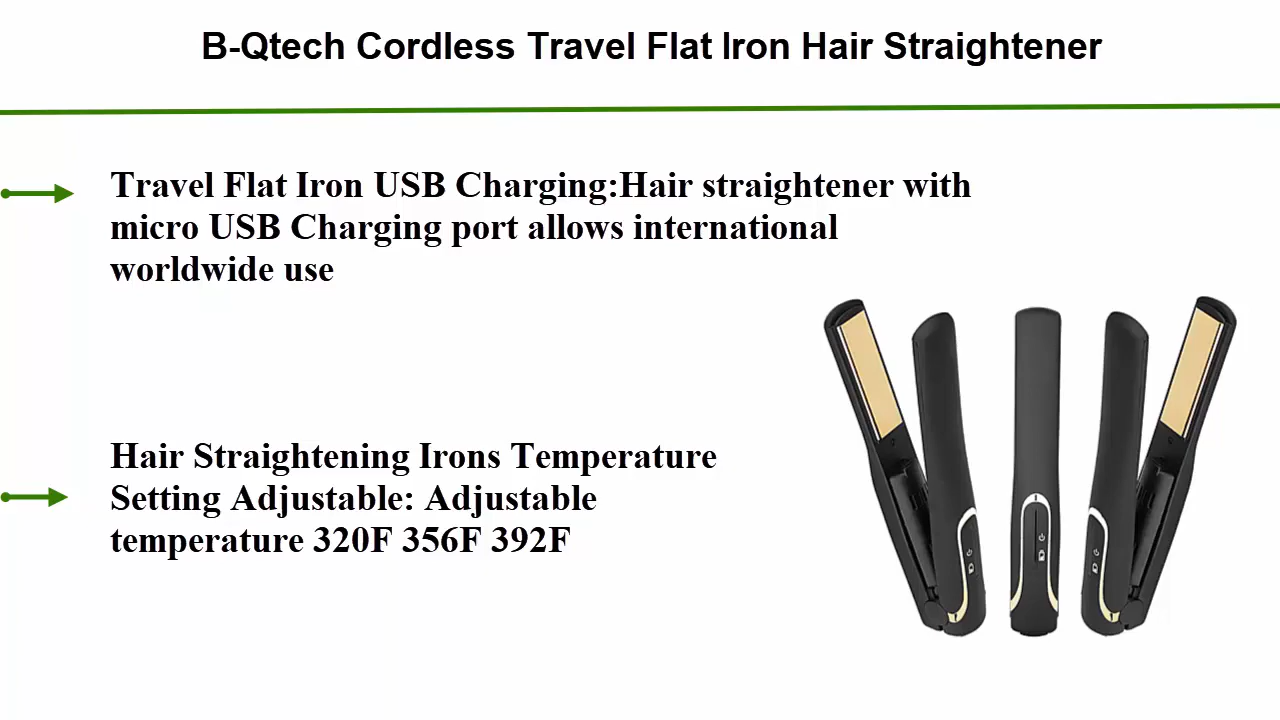 B-Qtech Cordless Travel Flat Iron Hair Straightener
Travel Flat Iron USB Charging:Hair straightener with
micro USB Charging port allows international
worldwide use
Hair Straightening Irons Temperature
Setting Adjustable: Adjustable
temperature 320F 356F 392F